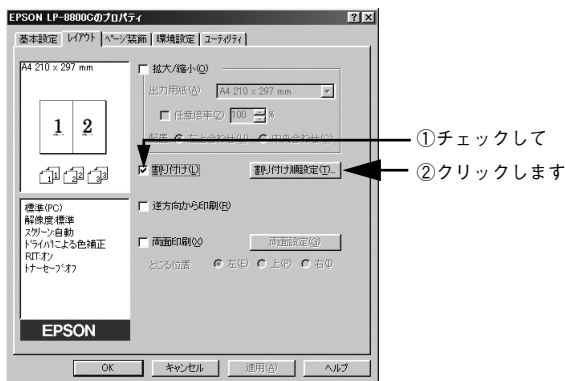 EPSON LP-8800Cのプロパティ
基本設定 レイアウト ページ装飾 環境設定 ユーティリティ
A4 210 x 297 mm
拡大/縮小(O)
出力用紙(A) A4 210 x 297 mm
任意倍率(Z) 100 %
配置 左上合わせ(U) 中央合わせ(C)
1 2
①チェックして
割り付け(L) 割り付け順設定(T)...
②クリックします
1 2 3
標準(PC)
解像度:標準
スクリーン:自動
ドライバによる色補正
RIT:オン
トナーセーブ:オフ
逆方向から印刷(R)
両面印刷(X) 両面設定(G)
とじる位置 左(E) 上(P) 右(I)
EPSON
OK キャンセル 適用(A) ヘルプ